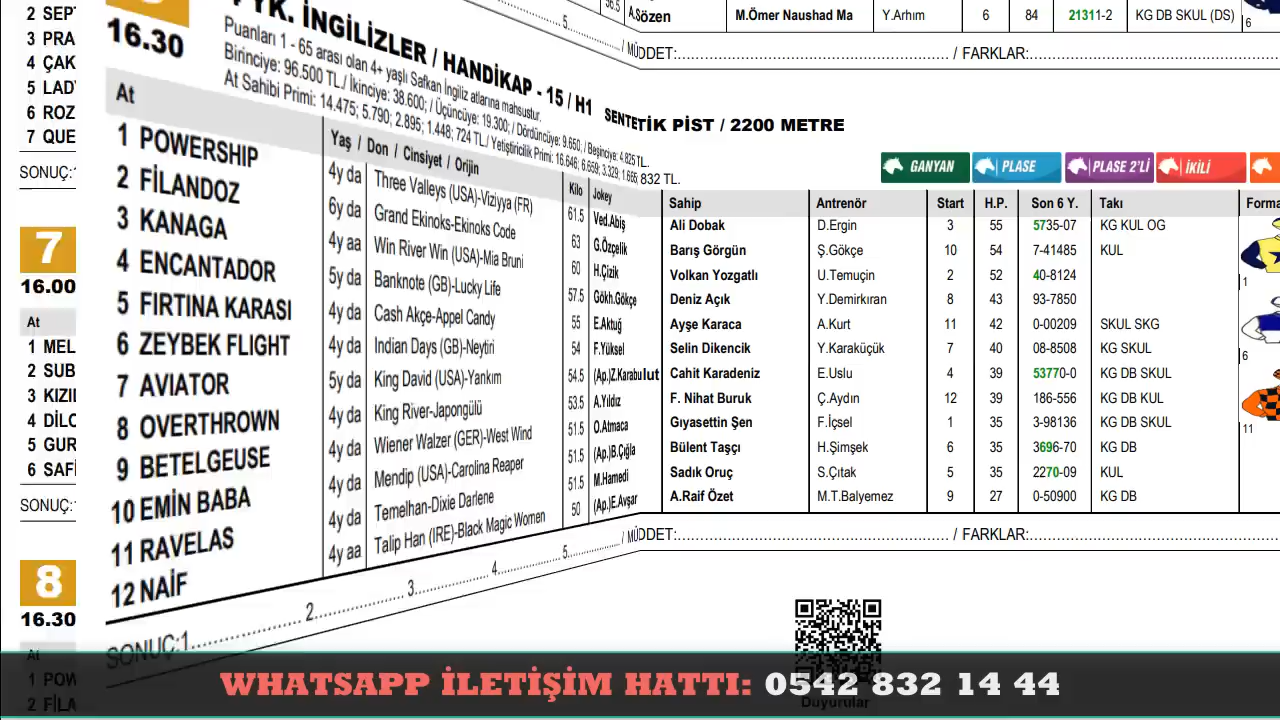 2 SEPT
3 PRA
4 ÇAK
5 LADY
6 ROZ
7 QUE
SONUÇ:1
7
16.00
At
1 MEL
2 SUB
3 KIZIL
4 DİLC
5 GUR
6 SAFİ
SONUÇ:1
8
16.30
At
1 POW
2 FİLA
36.5 A.Sözen M.Ömer Naushad Ma Y.Arhım 6 84 21311-2 KG DB SKUL (DS)
6
5............... / MÜDDET:........................ / FARKLAR:........................
16.30
İNGİLİZLER / HANDİKAP - 15 / H1 SENTETİK PİST / 2200 METRE
Puanları 1 - 65 arası olan 4+ yaşlı Safkan İngiliz atlarına mahsustur.
Birinciye: 96.500 TL./ İkinciye: 38.600; / Üçüncüye: 19.300; / Dördüncüye: 9.650; / Beşinciye: 4.825 TL.
At Sahibi Primi: 14.475; 5.790; 2.895; 1.448; 724 TL./ Yetiştiricilik Primi: 16.646; 6.659; 3.329; 1.665; 832 TL.
GANYAN PLASE PLASE 2'Lİ İKİLİ
At Yaş / Don / Cinsiyet / Orijin Kilo Jokey Sahip Antrenör Start H.P. Son 6 Y. Takı Forma
1 POWERSHIP 4y da Three Valleys (USA)-Viziyya (FR) 61.5 Ved.Abiş Ali Dobak D.Ergin 3 55 5735-07 KG KUL OG
2 FİLANDOZ 6y da Grand Ekinoks-Ekinoks Code 63 G.Özçelik Barış Görgün Ş.Gökçe 10 54 7-41485 KUL
3 KANAGA 4y aa Win River Win (USA)-Mia Bruni 60 H.Çizik Volkan Yozgatlı U.Temuçin 2 52 40-8124
4 ENCANTADOR 5y da Banknote (GB)-Lucky Life 57.5 Gökh.Gökçe Deniz Açık Y.Demirkıran 8 43 93-7850
5 FIRTINA KARASI 4y da Cash Akçe-Appel Candy 55 E.Aktuğ Ayşe Karaca A.Kurt 11 42 0-00209 SKUL SKG
6 ZEYBEK FLIGHT 4y da Indian Days (GB)-Neytiri 54 F.Yüksel Selin Dikencik Y.Karaküçük 7 40 08-8508 KG SKUL
7 AVIATOR 5y da King David (USA)-Yankım 54.5 (Ap.)Z.Karabulut Cahit Karadeniz E.Uslu 4 39 53770-0 KG DB SKUL
8 OVERTHROWN 4y da King River-Japongülü 53.5 A.Yıldız F. Nihat Buruk Ç.Aydın 12 39 186-556 KG DB KUL
9 BETELGEUSE 4y da Wiener Walzer (GER)-West Wind 51.5 O.Atmaca Gıyasettin Şen F.İçsel 1 35 3-98136 KG DB SKUL
10 EMİN BABA 4y da Mendip (USA)-Carolina Reaper 51.5 (Ap.)B.Çığla Bülent Taşçı H.Şimşek 6 35 3696-70 KG DB
11 RAVELAS 4y da Temelhan-Dixie Darlene 51.5 M.Hamedi Sadık Oruç S.Çıtak 5 35 2270-09 KUL
12 NAİF 4y aa Talip Han (IRE)-Black Magic Women 50 (Ap.)E.Avşar A.Raif Özet M.T.Balyemez 9 27 0-50900 KG DB
1
6
11
SONUÇ:1............... 2............... 3............... 4............... 5............... / MÜDDET:........................ / FARKLAR:........................
WHATSAPP İLETİŞİM HATTI: 0542 832 14 44
Duyurular